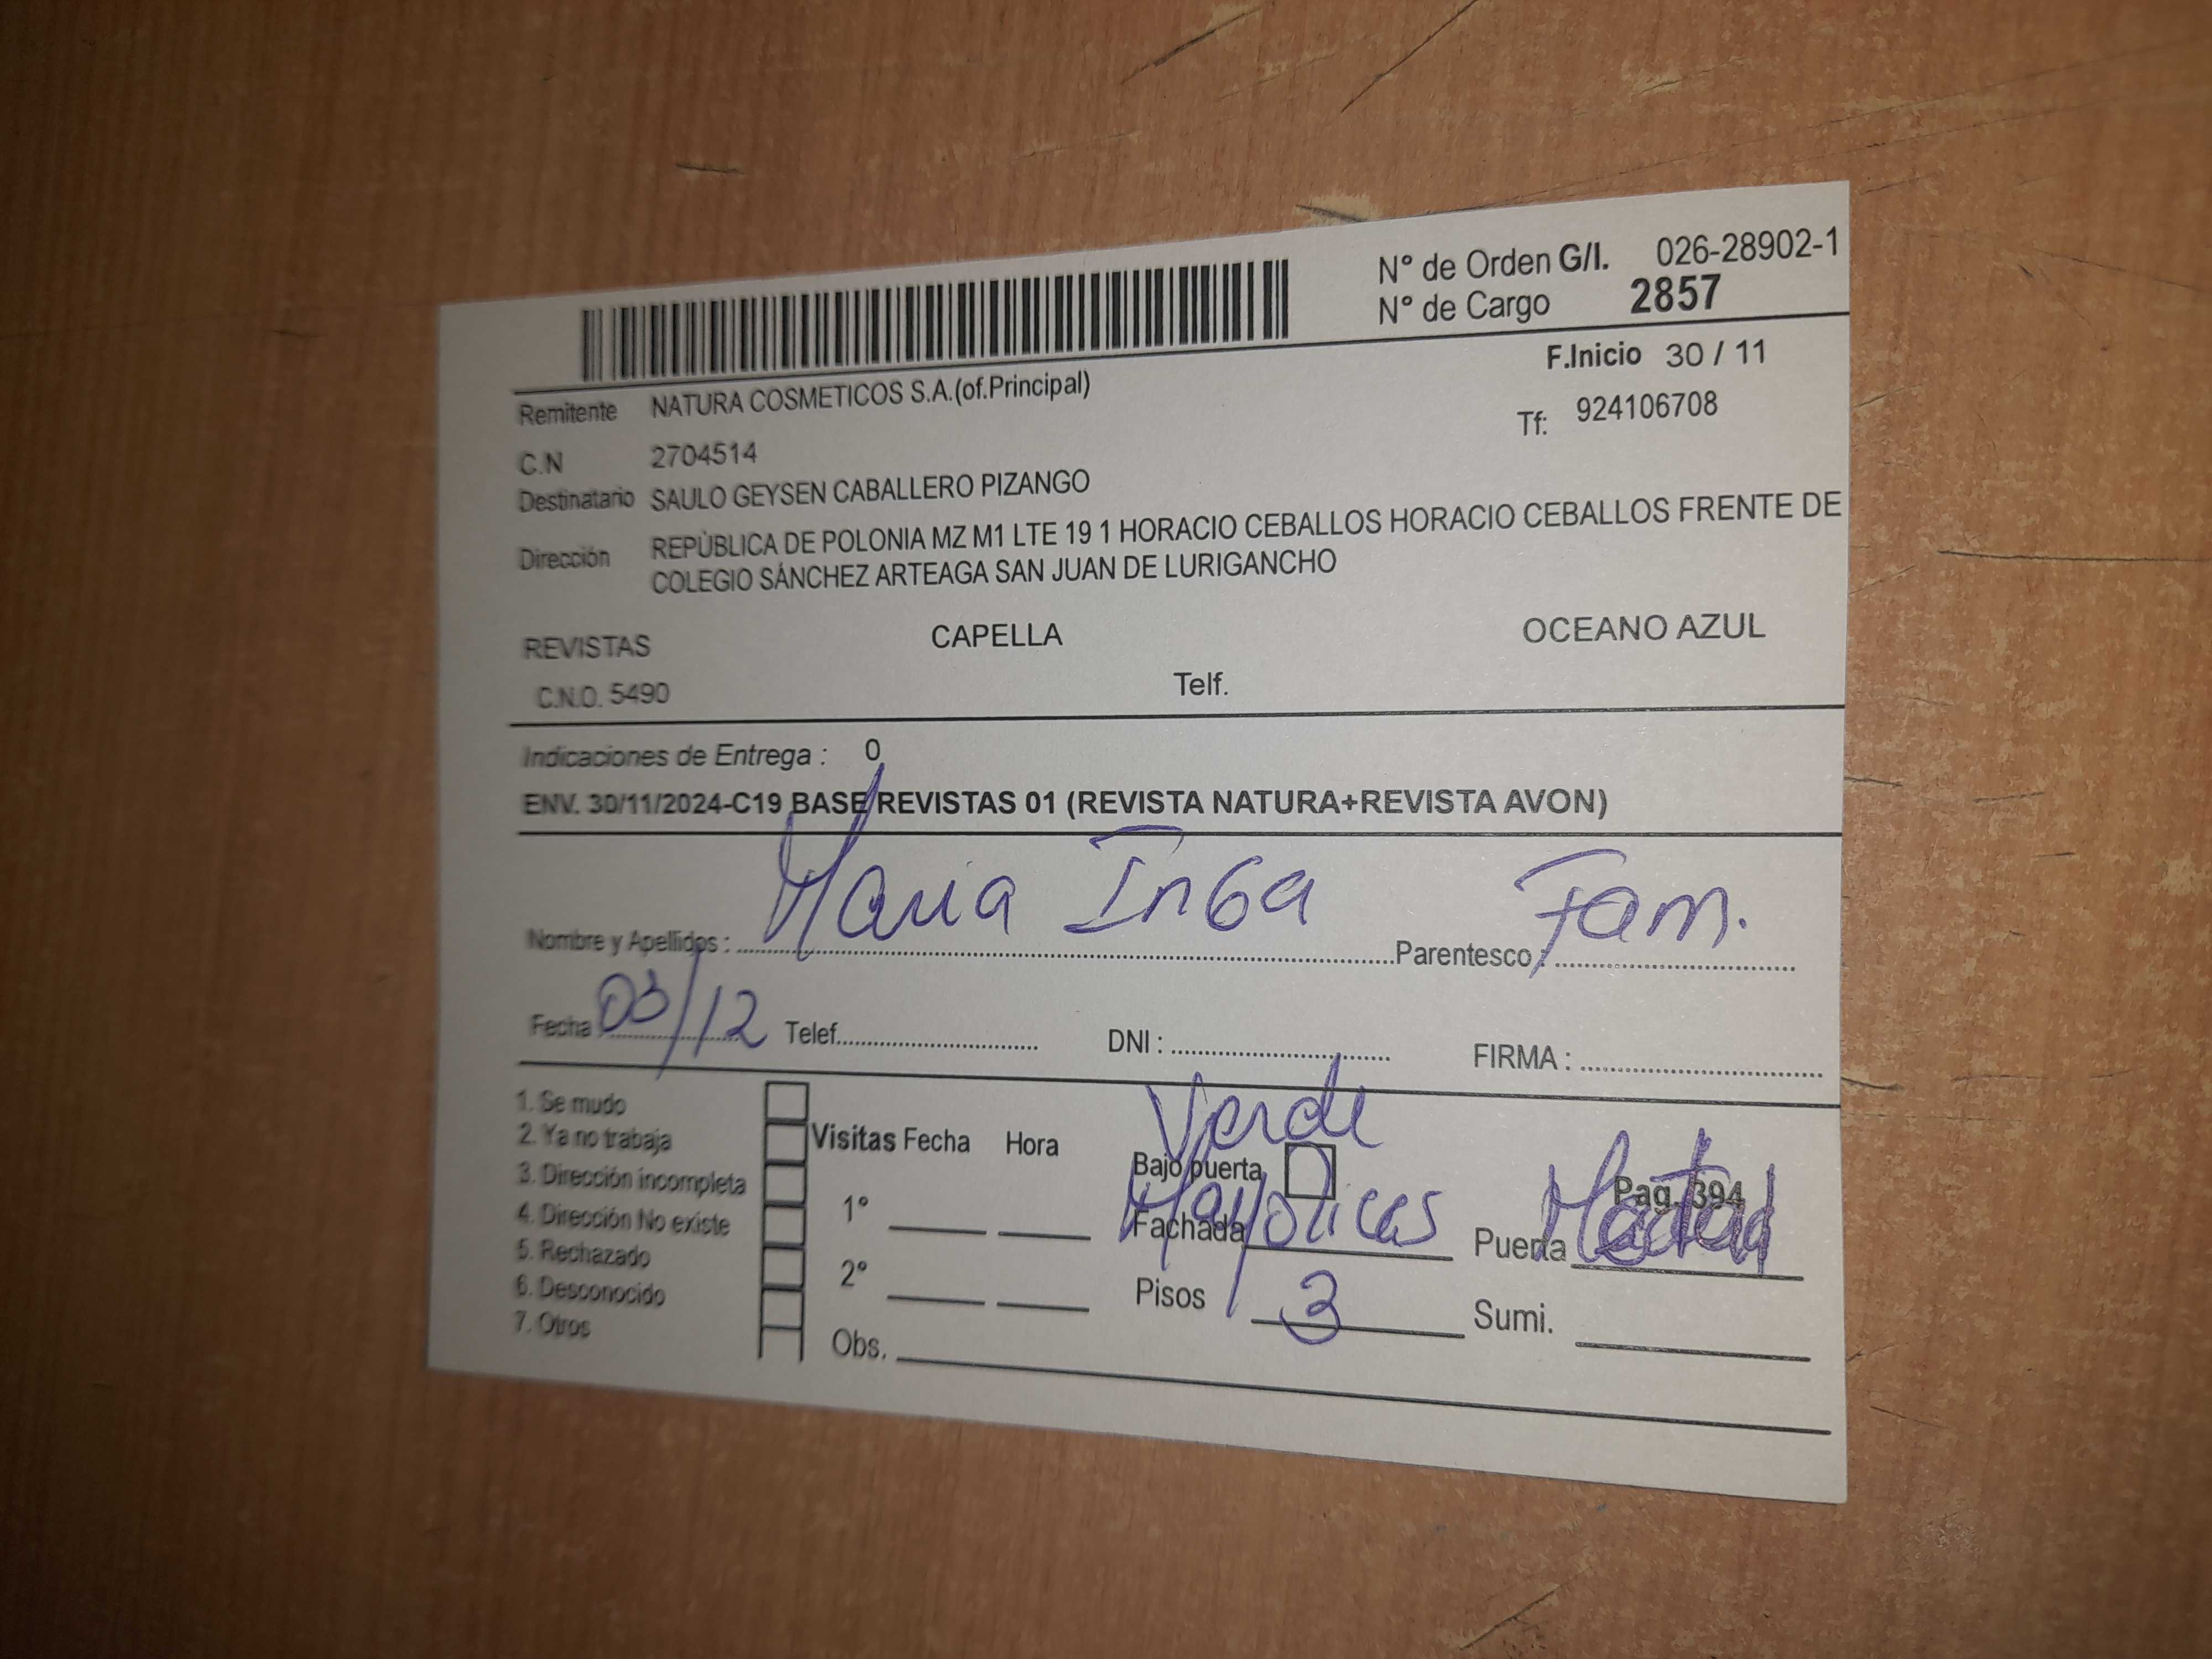 N° de Orden G/I. 026-28902-1
N° de Cargo 2857
F.Inicio 30 / 11
Remitente NATURA COSMETICOS S.A.(of.Principal)
Tf: 924106708
C.N 2704514
Destinatario SAULO GEYSEN CABALLERO PIZANGO
Dirección REPÙBLICA DE POLONIA MZ M1 LTE 19 1 HORACIO CEBALLOS HORACIO CEBALLOS FRENTE DE
COLEGIO SÁNCHEZ ARTEAGA SAN JUAN DE LURIGANCHO
REVISTAS CAPELLA OCEANO AZUL
C.N.O. 5490 Telf.
Indicaciones de Entrega : 0
ENV. 30/11/2024-C19 BASE REVISTAS 01 (REVISTA NATURA+REVISTA AVON)
Nombre y Apellidos : Maria Inga Parentesco : Fam.
Fecha 03/12 Telef. DNI : FIRMA :
1. Se mudo
2. Ya no trabaja
3. Dirección incompleta
4. Dirección No existe
5. Rechazado
6. Desconocido
7. Otros
Visitas Fecha Hora
1°
2°
Obs.
Verde
Bajo puerta
Pag. 394
Fachada Mayolicas Puerta
Pisos 3 Sumi.